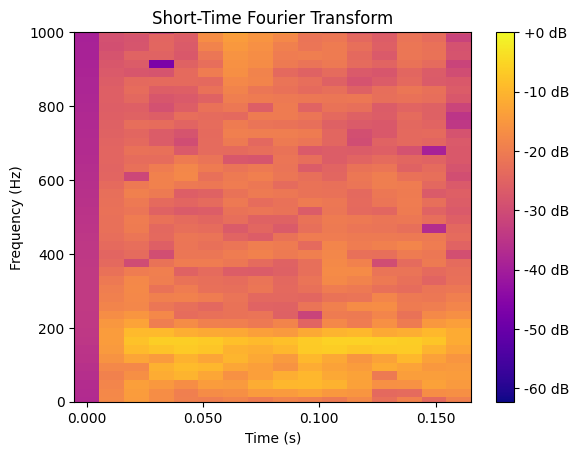 Short-Time Fourier Transform
1000
800
600
400
200
0
Frequency (Hz)
0.000
0.050
0.100
0.150
Time (s)
+0 dB
-10 dB
-20 dB
-30 dB
-40 dB
-50 dB
-60 dB